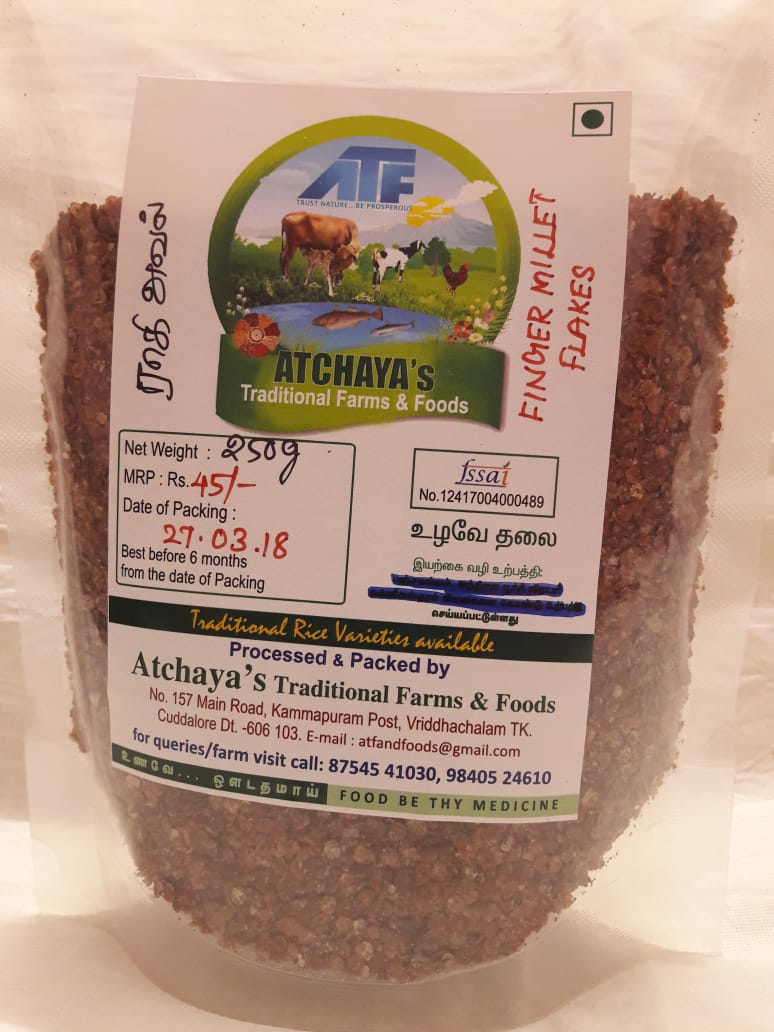 ATF
TRUST NATURE...BE PROSPEROUS
ராகி அவல்
FINGER MILLET
FLAKES
ATCHAYA's
Traditional Farms & Foods
Net Weight : 250g
MRP : Rs. 45/-
Date of Packing :
27.03.18
Best before 6 months
from the date of Packing
fssai
No.12417004000489
உழவே தலை
இயற்கை வழி உற்பத்தி:
செய்யப்பட்டுள்ளது
Traditional Rice Varieties available
Processed & Packed by
Atchaya's Traditional Farms & Foods
No. 157 Main Road, Kammapuram Post, Vriddhachalam TK.
Cuddalore Dt. -606 103. E-mail : atfandfoods@gmail.com
for queries/farm visit call: 87545 41030, 98405 24610
உணவே... ஔடதமாய்
FOOD BE THY MEDICINE